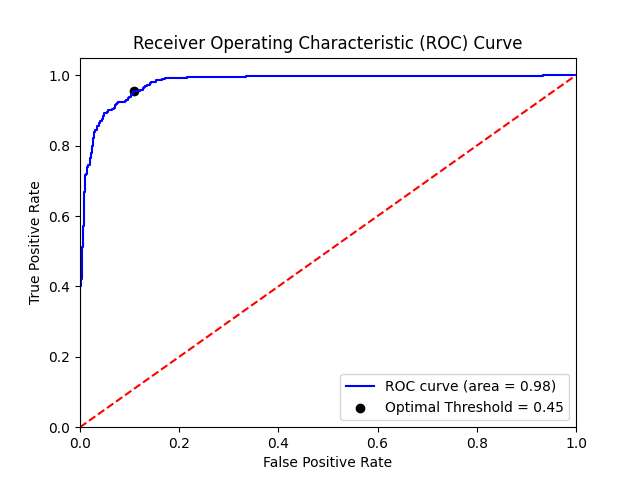 Receiver Operating Characteristic (ROC) Curve
1.0
0.8
0.6
0.4
0.2
0.0
True Positive Rate
ROC curve (area = 0.98)
Optimal Threshold = 0.45
0.0 0.2 0.4 0.6 0.8 1.0
False Positive Rate